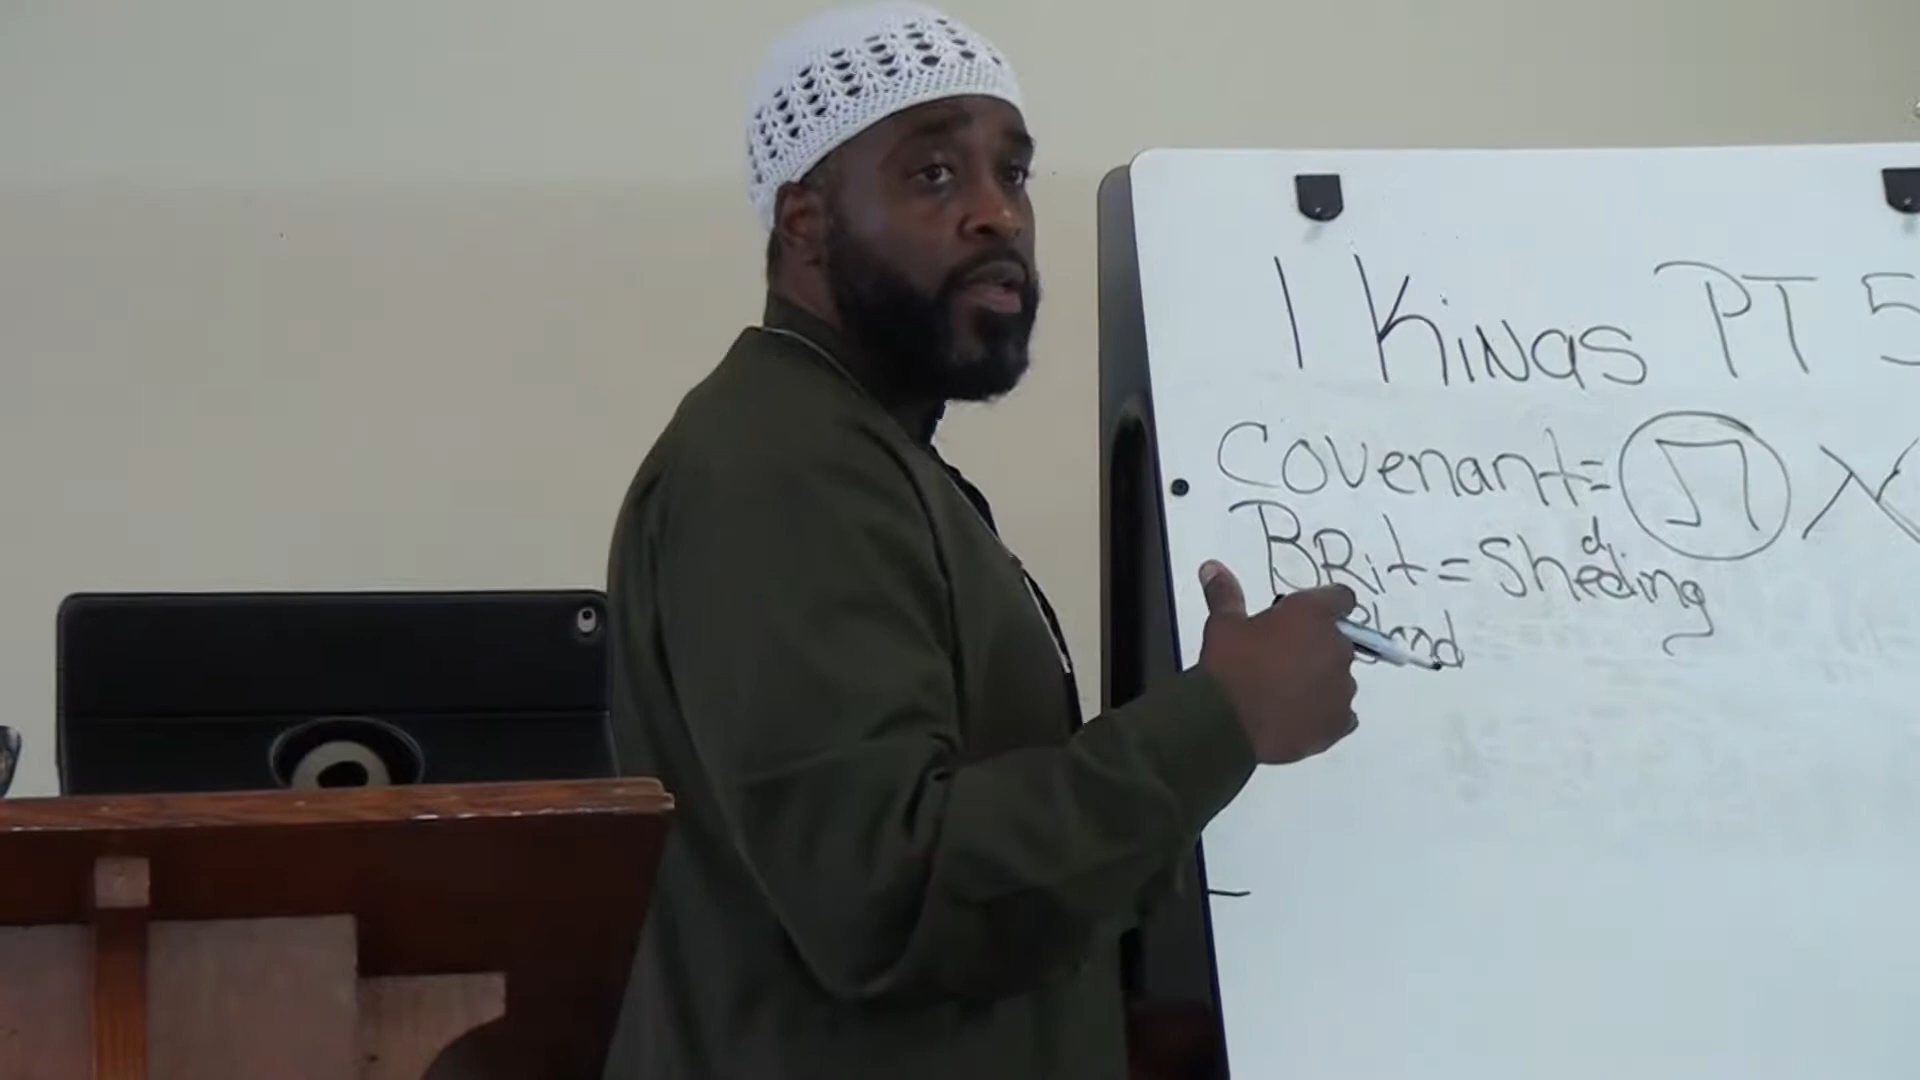 1 Kings PT 5
Covenant = ת
BRit = Shedding
Blood